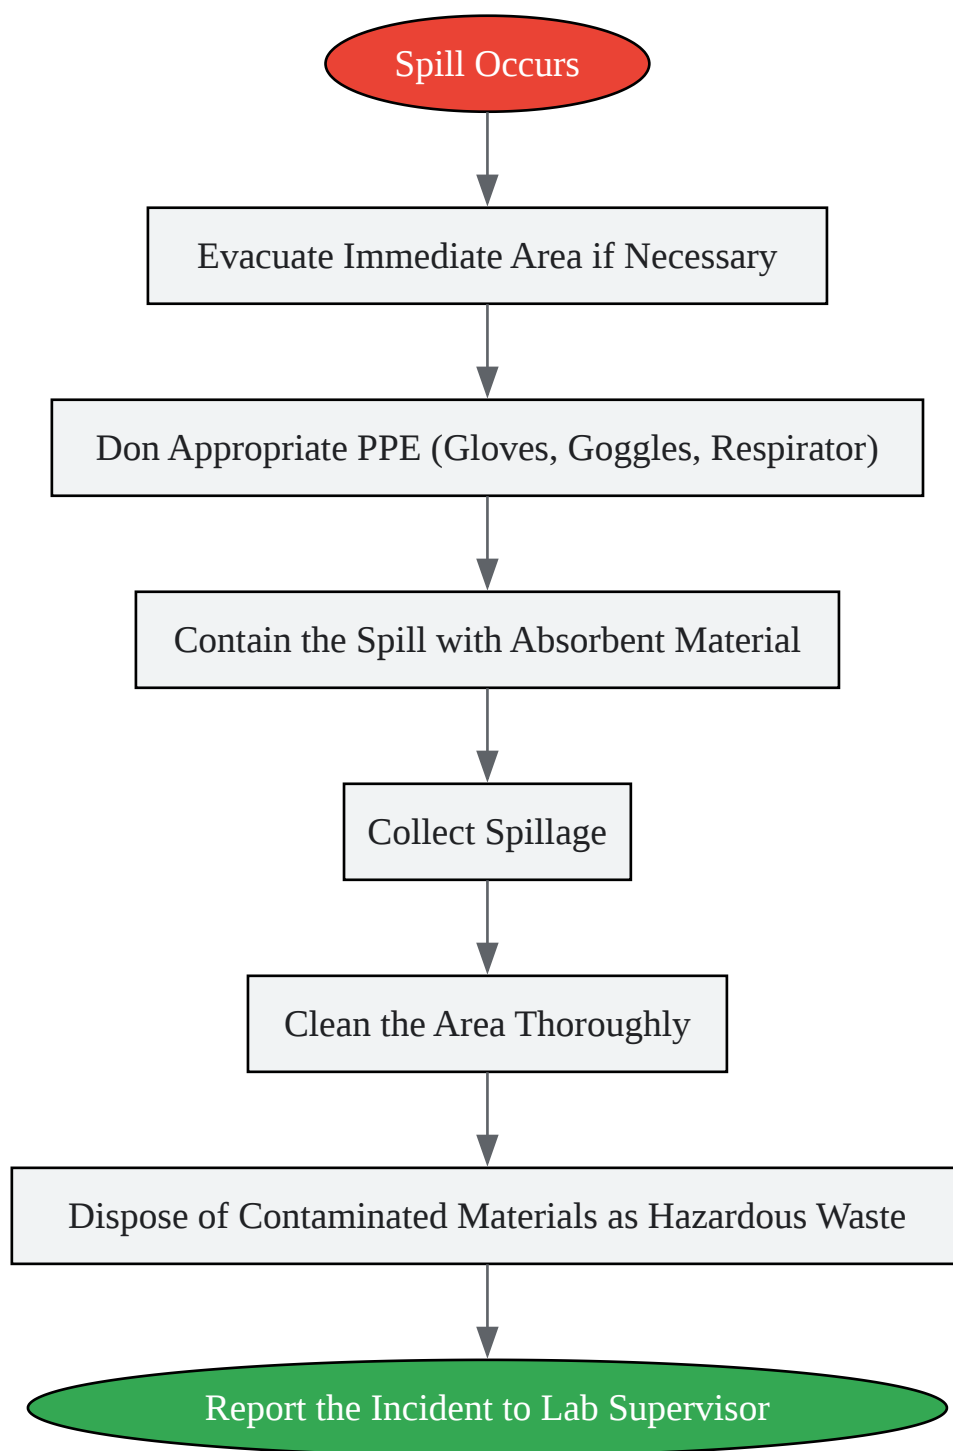 Spill Occurs
Evacuate Immediate Area if Necessary
Don Appropriate PPE (Gloves, Goggles, Respirator)
Contain the Spill with Absorbent Material
Collect Spillage
Clean the Area Thoroughly
Dispose of Contaminated Materials as Hazardous Waste
Report the Incident to Lab Supervisor